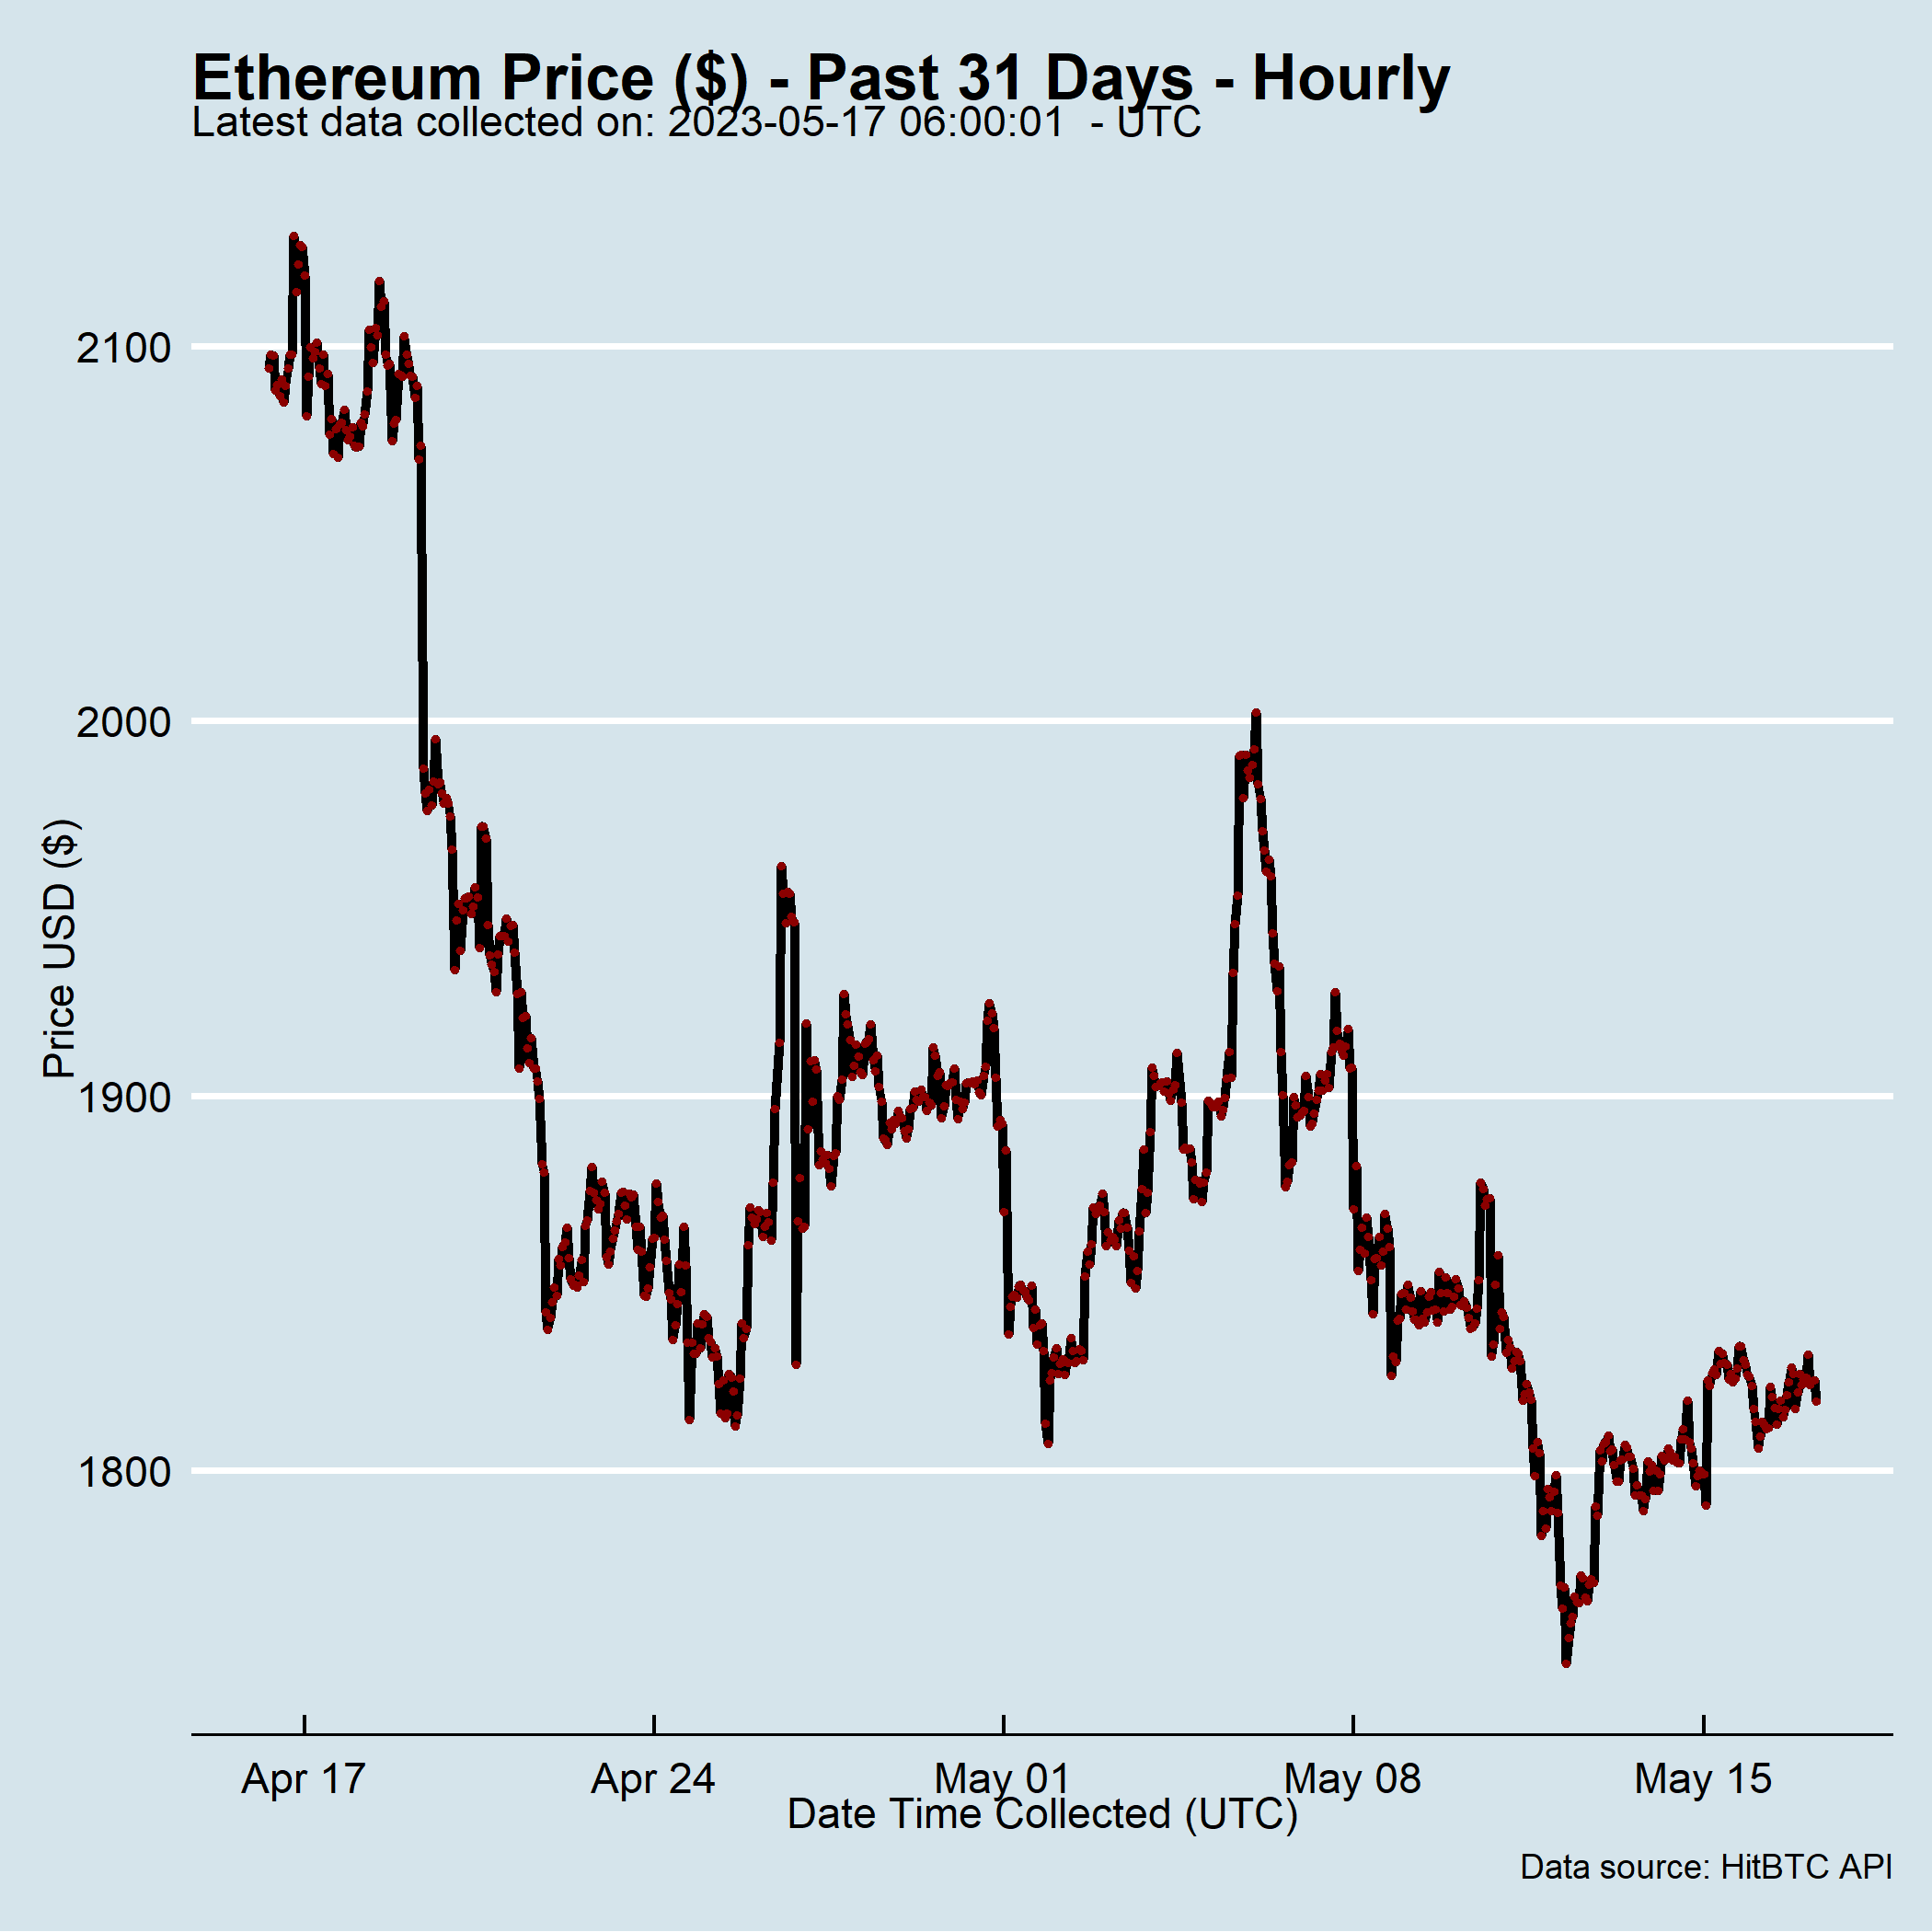 Ethereum Price ($) - Past 31 Days - Hourly
Latest data collected on: 2023-05-17 06:00:01  - UTC
2100
2000
1900
1800
Price USD ($)
Apr 17
Apr 24
May 01
May 08
May 15
Date Time Collected (UTC)
Data source: HitBTC API